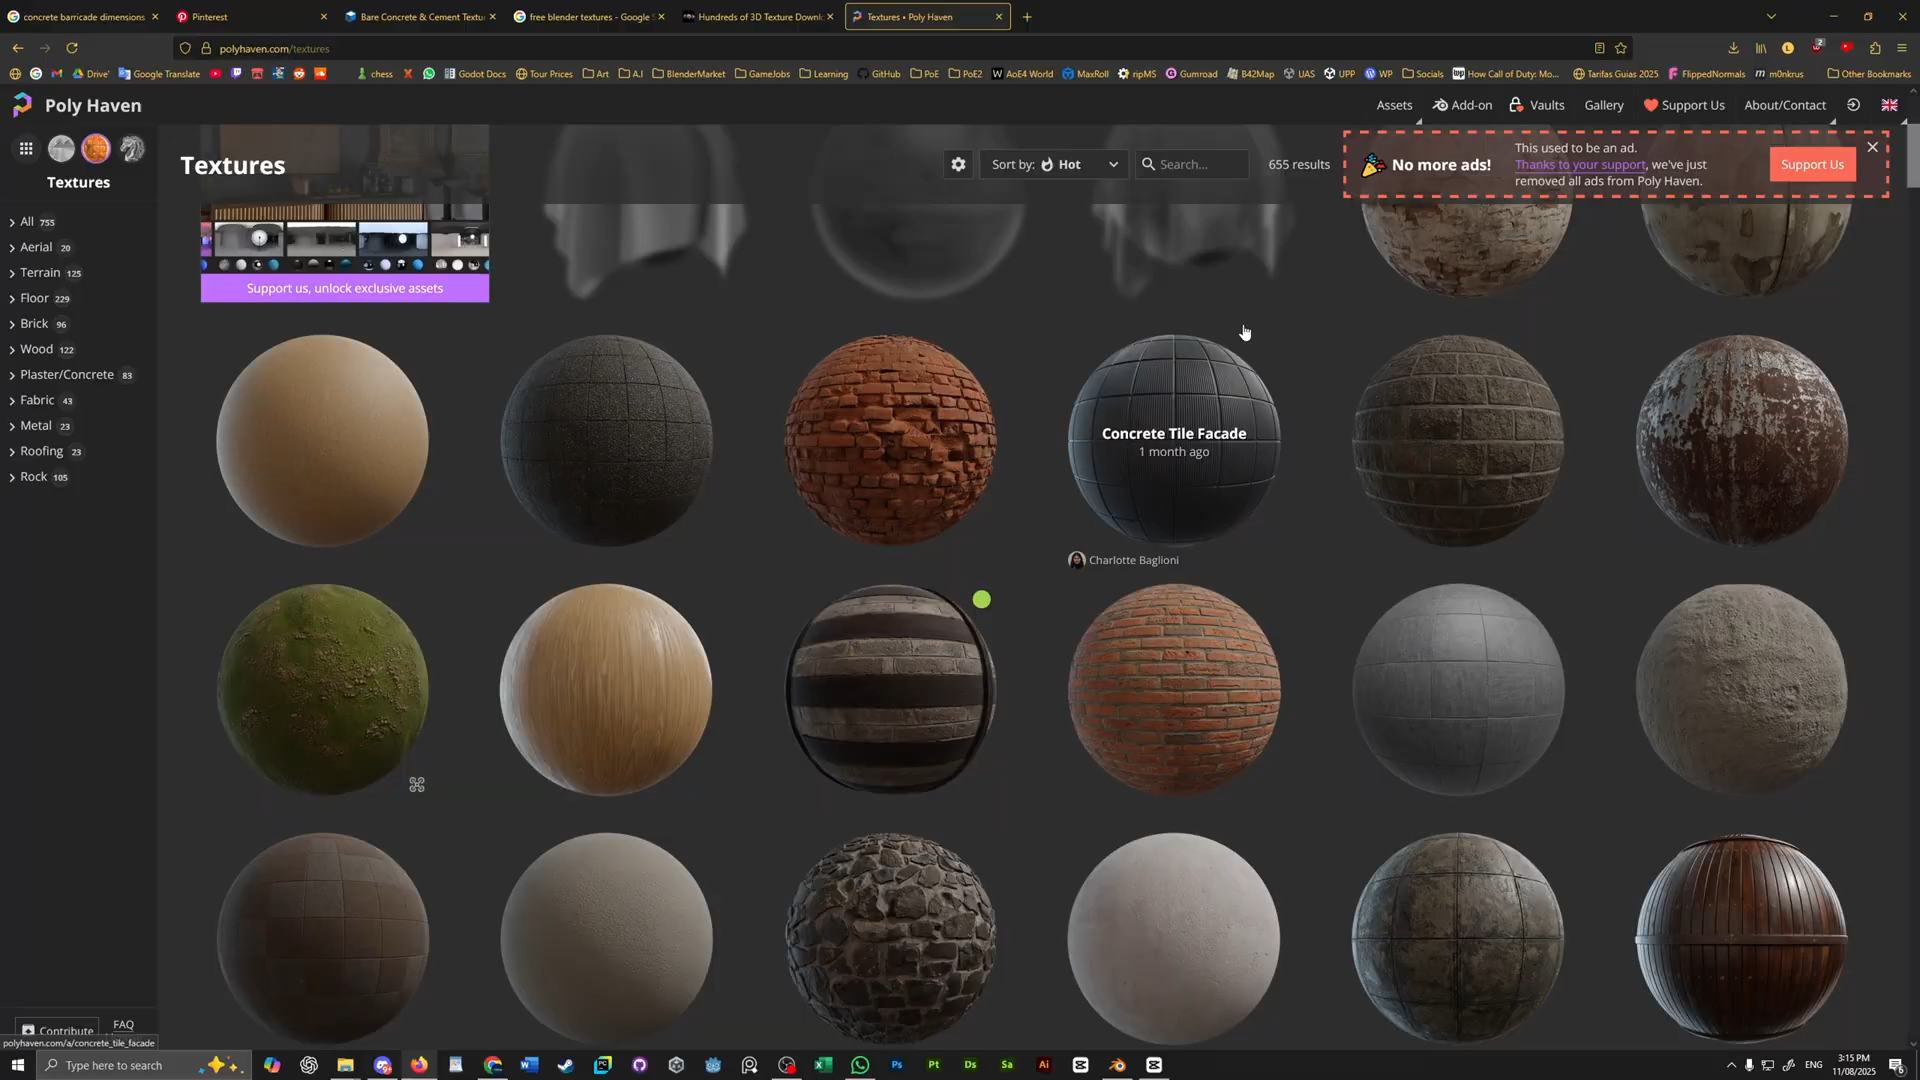 concrete barricade dimensions
Pinterest
Bare Concrete & Cement Textu
free blender textures - Google S
Hundreds of 3D Texture Downl
Textures • Poly Haven
polyhaven.com/textures
Drive'
Google Translate
chess
Godot Docs
Tour Prices
Art
A.I
BlenderMarket
GameJobs
Learning
GitHub
PoE
PoE2
AoE4 World
MaxRoll
ripMS
Gumroad
B42Map
UAS
UPP
WP
Socials
How Call of Duty: Mo...
Tarifas Guias 2025
FlippedNormals
m0nkrus
Other Bookmarks
Poly Haven
Assets
Add-on
Vaults
Gallery
Support Us
About/Contact
Textures
All 755
Aerial 20
Terrain 125
Floor 229
Brick 96
Wood 122
Plaster/Concrete 83
Fabric 43
Metal 23
Roofing 23
Rock 105
Textures
Sort by: Hot
Search...
655 results
No more ads!
This used to be an ad.
Thanks to your support, we've just
removed all ads from Poly Haven.
Support Us
Support us, unlock exclusive assets
Concrete Tile Facade
1 month ago
Charlotte Baglioni
Contribute
FAQ
polyhaven.com/a/concrete_tile_facade
Type here to search
ENG
3:15 PM
11/08/2025